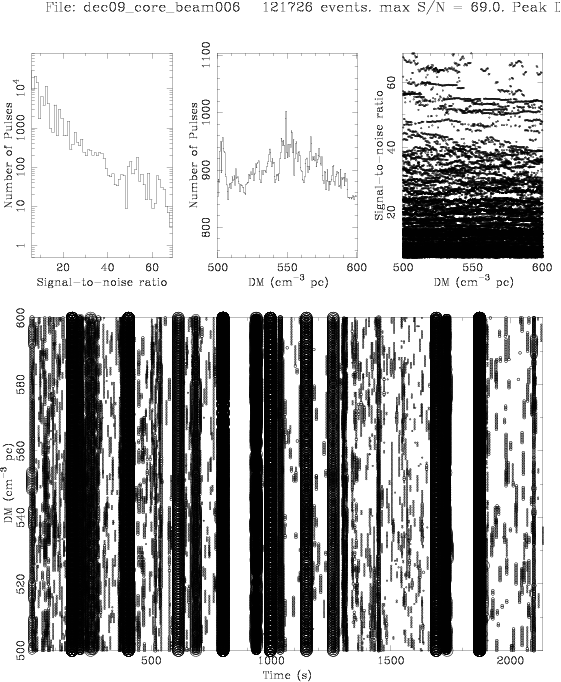 File: dec09_core_beam006 121726 events. max S/N = 69.0. Peak D
Number of Pulses
10⁴
1000
100
10
1
20 40 60
Signal-to-noise ratio
Number of Pulses
1100
1000
900
800
500 550 600
DM (cm⁻³ pc)
Signal-to-noise ratio
60
40
20
500 550 600
DM (cm⁻³ pc)
DM (cm⁻³ pc)
600
580
560
540
520
500
500 1000 1500 2000
Time (s)